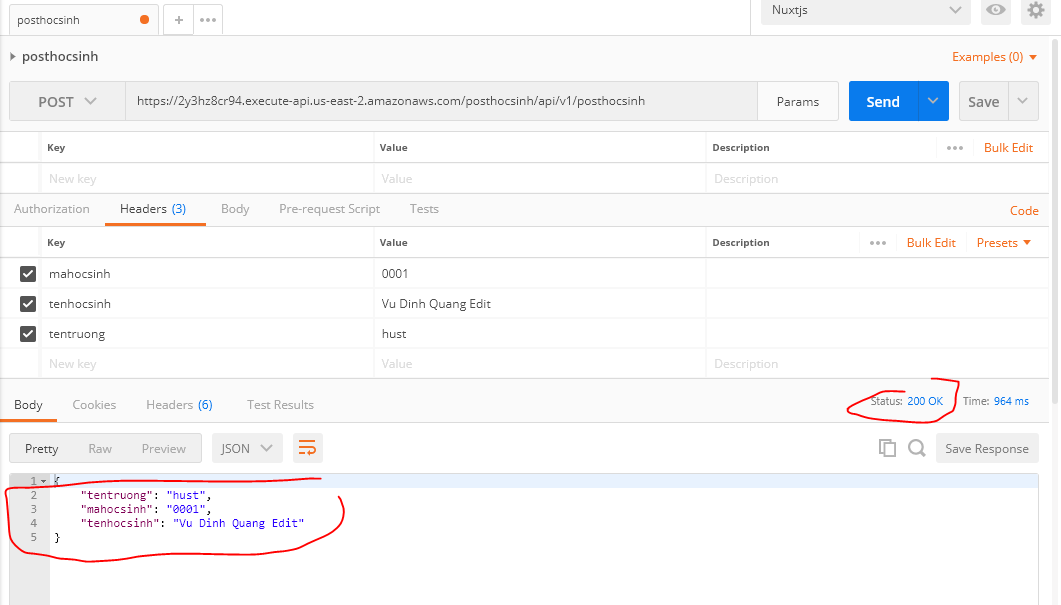 posthocsinh
Nuxtjs
posthocsinh
Examples (0)
POST https://2y3hz8cr94.execute-api.us-east-2.amazonaws.com/posthocsinh/api/v1/posthocsinh Params Send Save
Key Value Description Bulk Edit
New key Value Description
Authorization Headers (3) Body Pre-request Script Tests Code
Key Value Description Bulk Edit Presets
mahocsinh 0001
tenhocsinh Vu Dinh Quang Edit
tentruong hust
New key Value Description
Body Cookies Headers (6) Test Results Status: 200 OK Time: 964 ms
Pretty Raw Preview JSON Save Response
1 {
2 "tentruong": "hust",
3 "mahocsinh": "0001",
4 "tenhocsinh": "Vu Dinh Quang Edit"
5 }